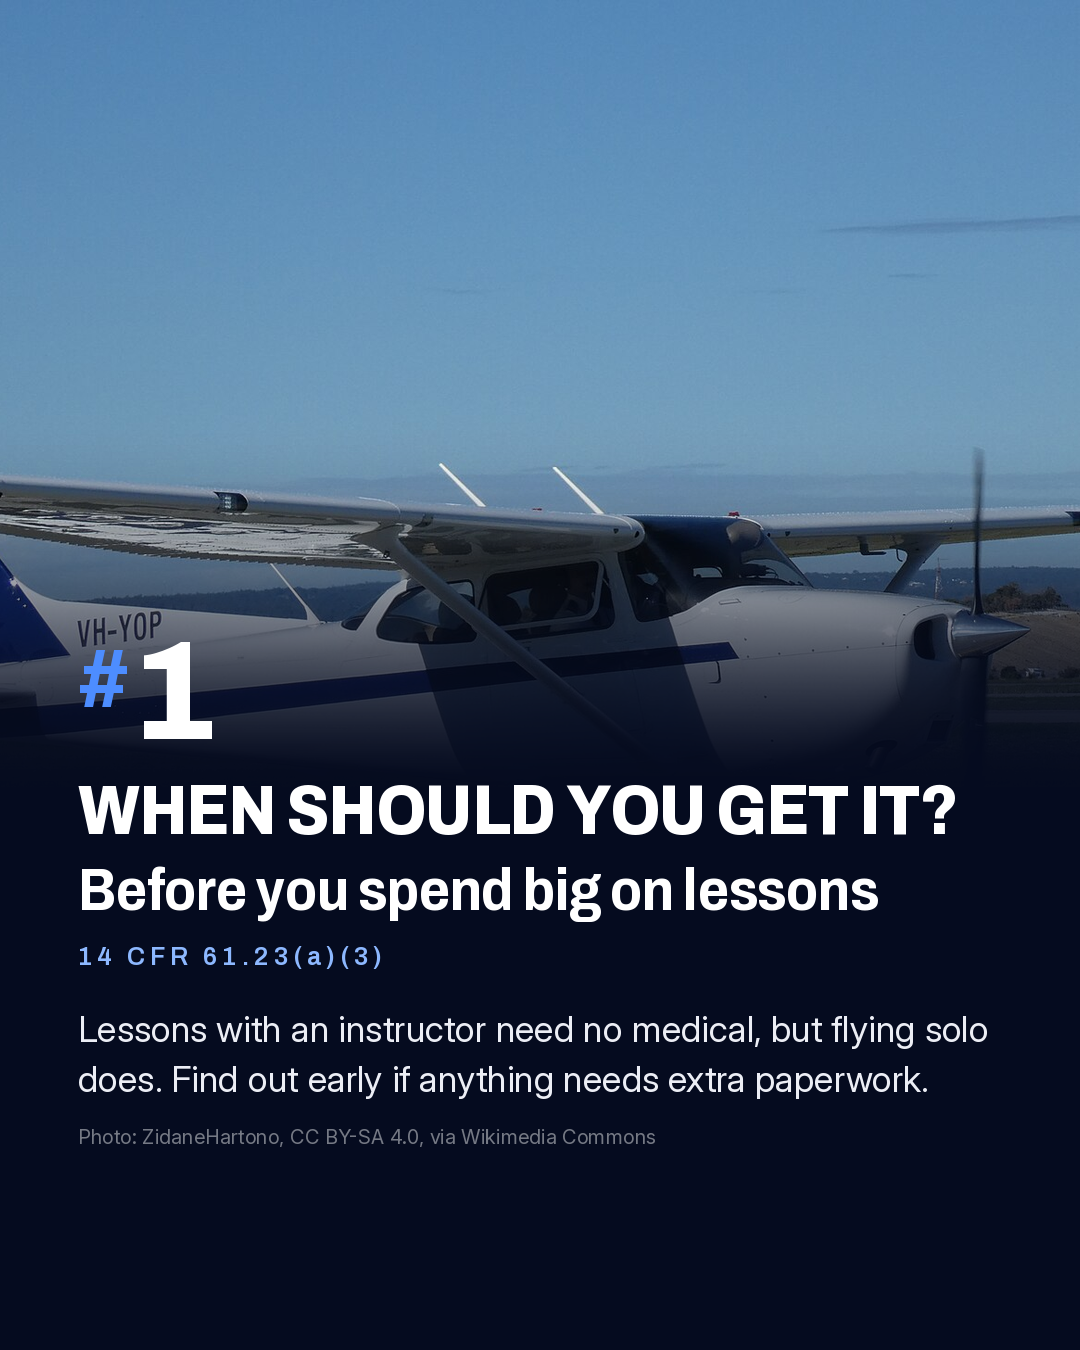 VH-YOP
#1
WHEN SHOULD YOU GET IT?
Before you spend big on lessons
14 CFR 61.23(a)(3)
Lessons with an instructor need no medical, but flying solo
does. Find out early if anything needs extra paperwork.
Photo: ZidaneHartono, CC BY-SA 4.0, via Wikimedia Commons